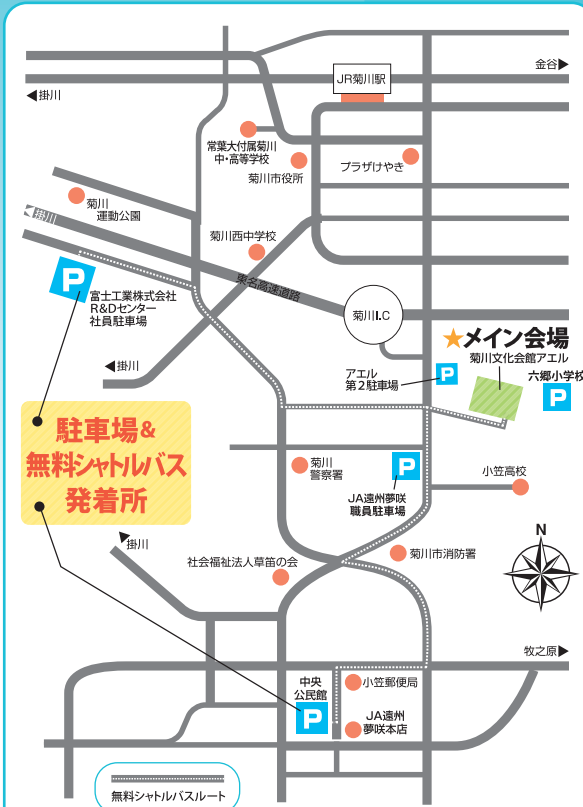 JR菊川駅
金谷▶
◀掛川
常葉大付属菊川
中・高等学校
菊川市役所
プラザけやき
菊川
運動公園
掛川
菊川西中学校
P
富士工業株式会社
R&Dセンター
社員駐車場
東名高速道路
菊川I.C
★メイン会場
菊川文化会館アエル
アエル
第2駐車場
P
六郷小学校
P
◀掛川
駐車場&
無料シャトルバス
発着所
菊川
警察署
P
JA遠州夢咲
職員駐車場
小笠高校
掛川
社会福祉法人草笛の会
菊川市消防署
N
牧之原▶
中央
公民館
P
小笠郵便局
JA遠州
夢咲本店
無料シャトルバスルート